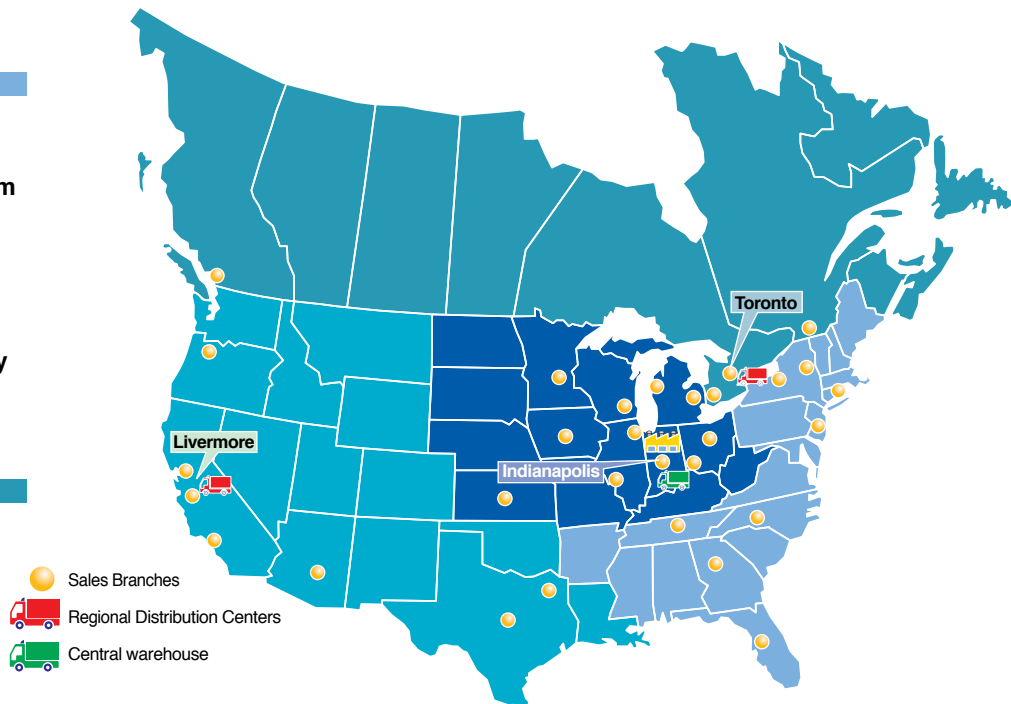 m
y
Toronto
Livermore
Indianapolis
Sales Branches
Regional Distribution Centers
Central warehouse